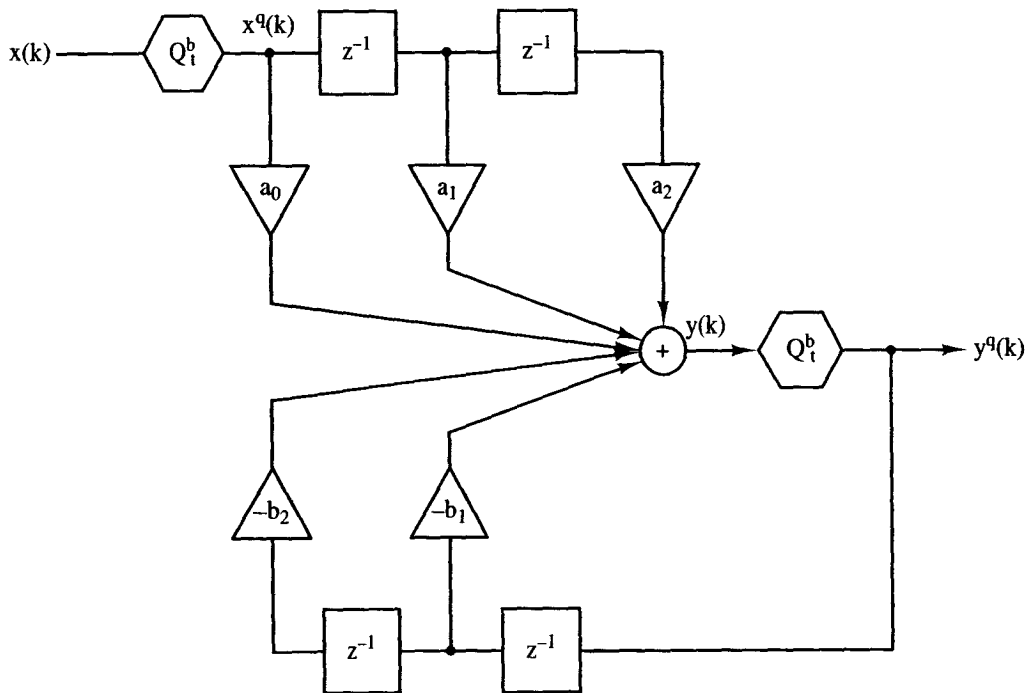 x(k)
Q_t^b
x^q(k)
z^{-1}
z^{-1}
a_0
a_1
a_2
+
y(k)
Q_t^b
y^q(k)
-b_2
-b_1
z^{-1}
z^{-1}